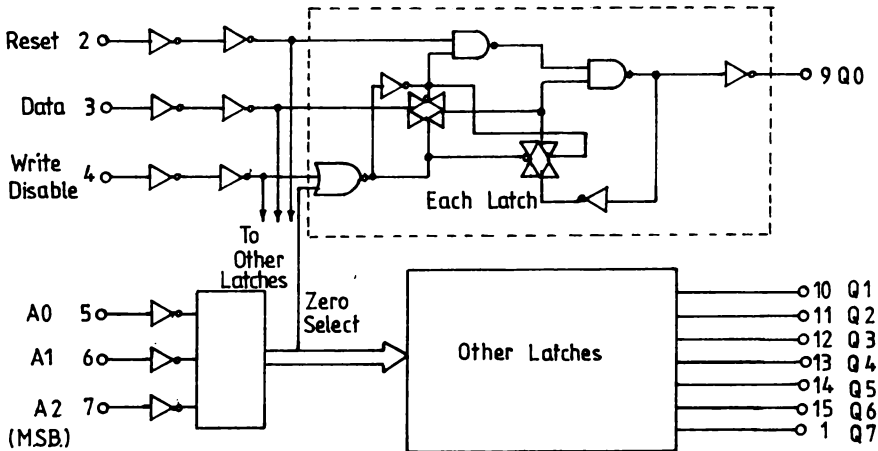 Reset 2
Data 3
Write
Disable 4
9 Q0
Each Latch
To
Other
Latches
Zero
Select
A0 5
A1 6
A2 7
(M.S.B.)
Other Latches
10 Q1
11 Q2
12 Q3
13 Q4
14 Q5
15 Q6
1 Q7